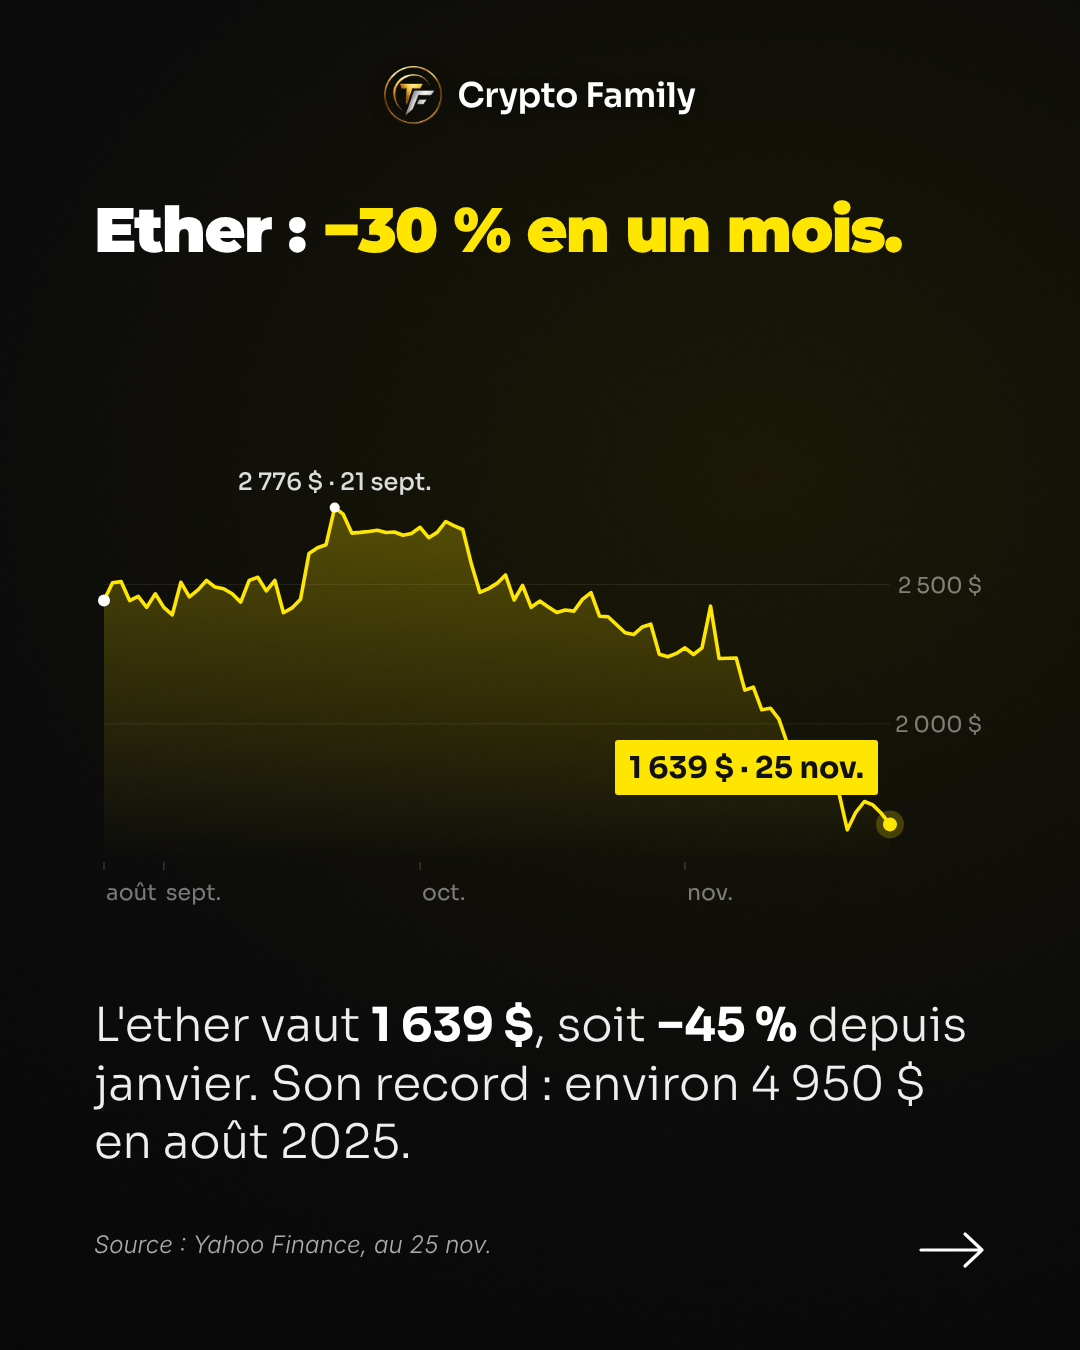 TF
Crypto Family
Ether : −30 % en un mois.
2 776 $ · 21 sept.
2 500 $
2 000 $
1 639 $ · 25 nov.
août sept. oct. nov.
L'ether vaut 1 639 $, soit −45 % depuis
janvier. Son record : environ 4 950 $
en août 2025.
Source : Yahoo Finance, au 25 nov.